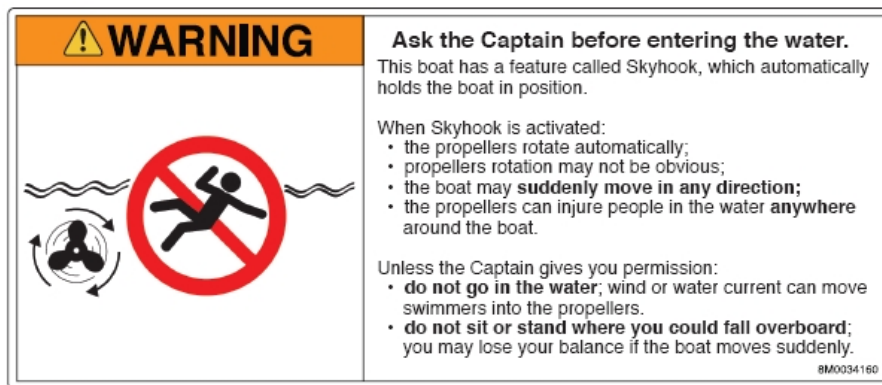 WARNING
Ask the Captain before entering the water.
This boat has a feature called Skyhook, which automatically
holds the boat in position.
When Skyhook is activated:
• the propellers rotate automatically;
• propellers rotation may not be obvious;
• the boat may suddenly move in any direction;
• the propellers can injure people in the water anywhere
around the boat.
Unless the Captain gives you permission:
• do not go in the water; wind or water current can move
swimmers into the propellers.
• do not sit or stand where you could fall overboard;
you may lose your balance if the boat moves suddenly.
8M0034160